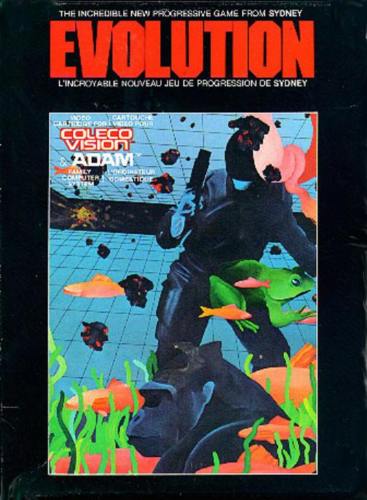 THE INCREDIBLE NEW PROGRESSIVE GAME FROM SYDNEY
EVOLUTION
L'INCROYABLE NOUVEAU JEU DE PROGRESSION DE SYDNEY
VIDEO CARTOUCHE
CARTRIDGE FOR VIDEO POUR
COLECO
VISION
& ADAM
FAMILY L'ORDINATEUR
COMPUTER DOMESTIQUE
SYSTEM